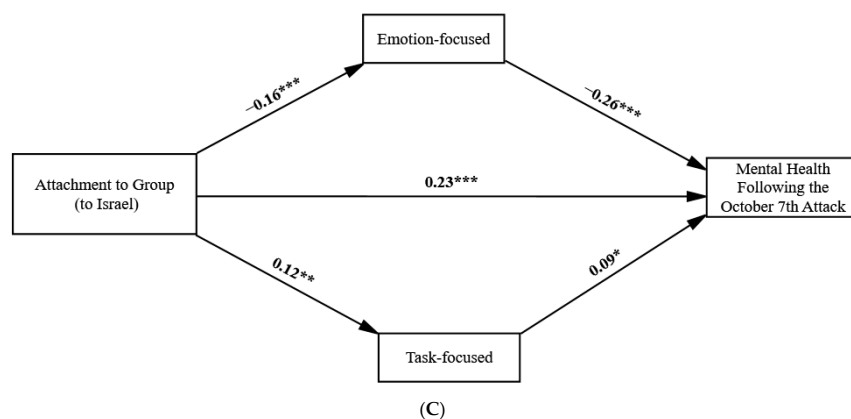 Emotion-focused
−0.16***
−0.26***
Attachment to Group
(to Israel)
0.23***
Mental Health
Following the
October 7th Attack
0.12**
0.09*
Task-focused
(C)